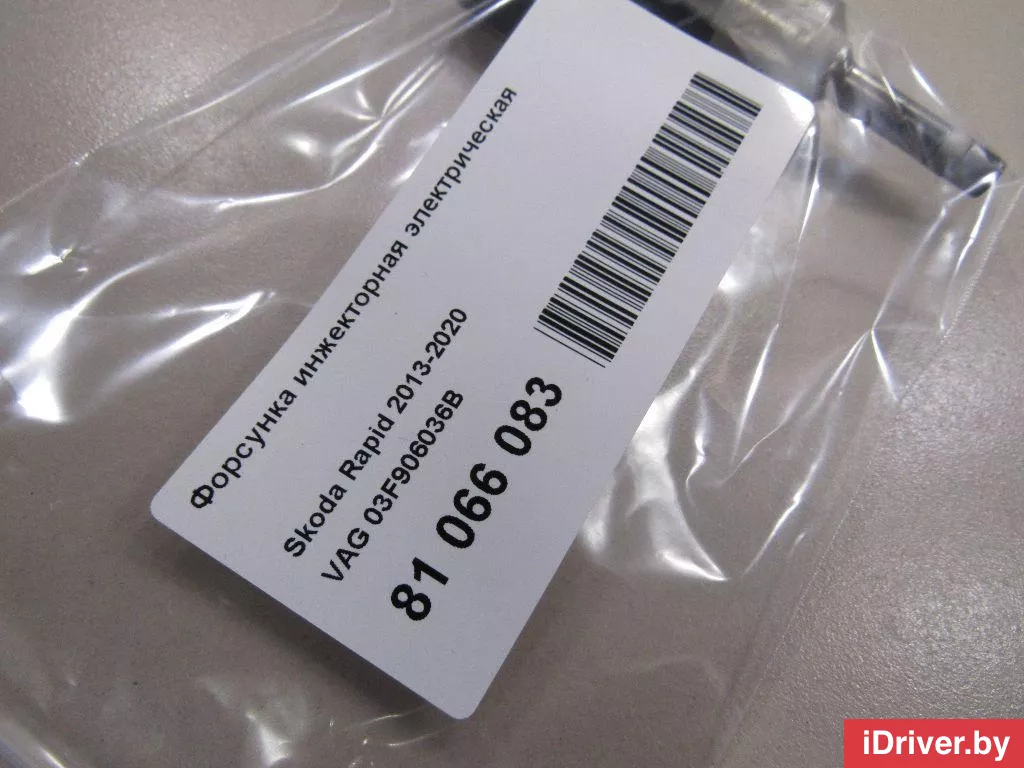 Форсунка инжекторная электрическая
Skoda Rapid 2013-2020
VAG 03F906036B
81 066 083
iDriver.by